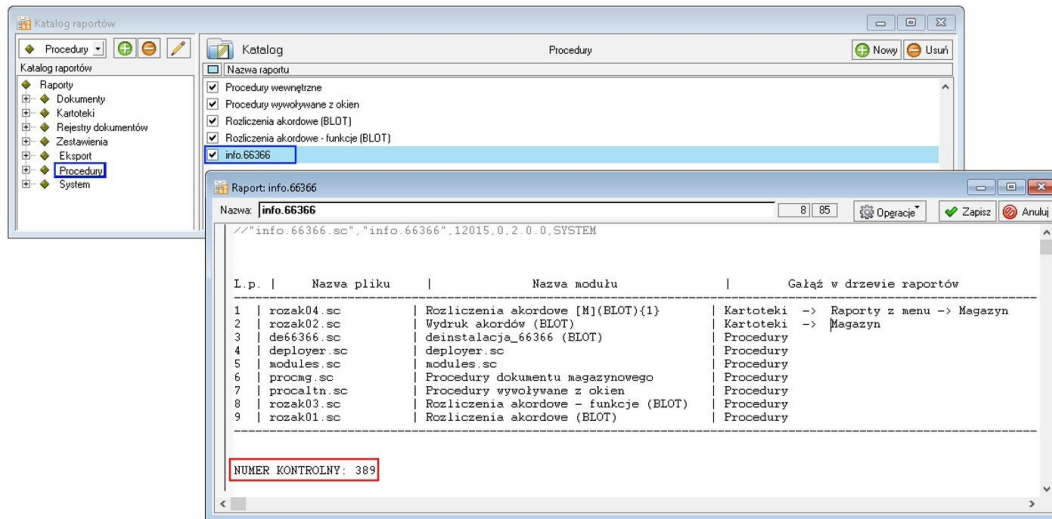 Katalog raportów
Procedury
Katalog raportów
Raporty
Dokumenty
Kartoteki
Rejestry dokumentów
Zestawienia
Eksport
Procedury
System
Katalog
Procedury
Nowy
Usuń
Nazwa raportu
Procedury wewnętrzne
Procedury wywoływane z okien
Rozliczenia akordowe (BLOT)
Rozliczenia akordowe - funkcje (BLOT)
info.66366
Raport: info.66366
Nazwa: info.66366 8 85 Operacje Zapisz Anuluj
//"info.66366.sc","info.66366",12015,0,2.0.0,SYSTEM
L.p. | Nazwa pliku | Nazwa modułu | Gałąź w drzewie raportów
1 | rozak04.sc | Rozliczenia akordowe [M](BLOT){1} | Kartoteki -> Raporty z menu -> Magazyn
2 | rozak02.sc | Wydruk akordów (BLOT) | Kartoteki -> Magazyn
3 | de66366.sc | deinstalacja_66366 (BLOT) | Procedury
4 | deployer.sc | deployer.sc | Procedury
5 | modules.sc | modules.sc | Procedury
6 | procmg.sc | Procedury dokumentu magazynowego | Procedury
7 | procaltn.sc | Procedury wywoływane z okien | Procedury
8 | rozak03.sc | Rozliczenia akordowe - funkcje (BLOT) | Procedury
9 | rozak01.sc | Rozliczenia akordowe (BLOT) | Procedury
NUMER KONTROLNY: 389